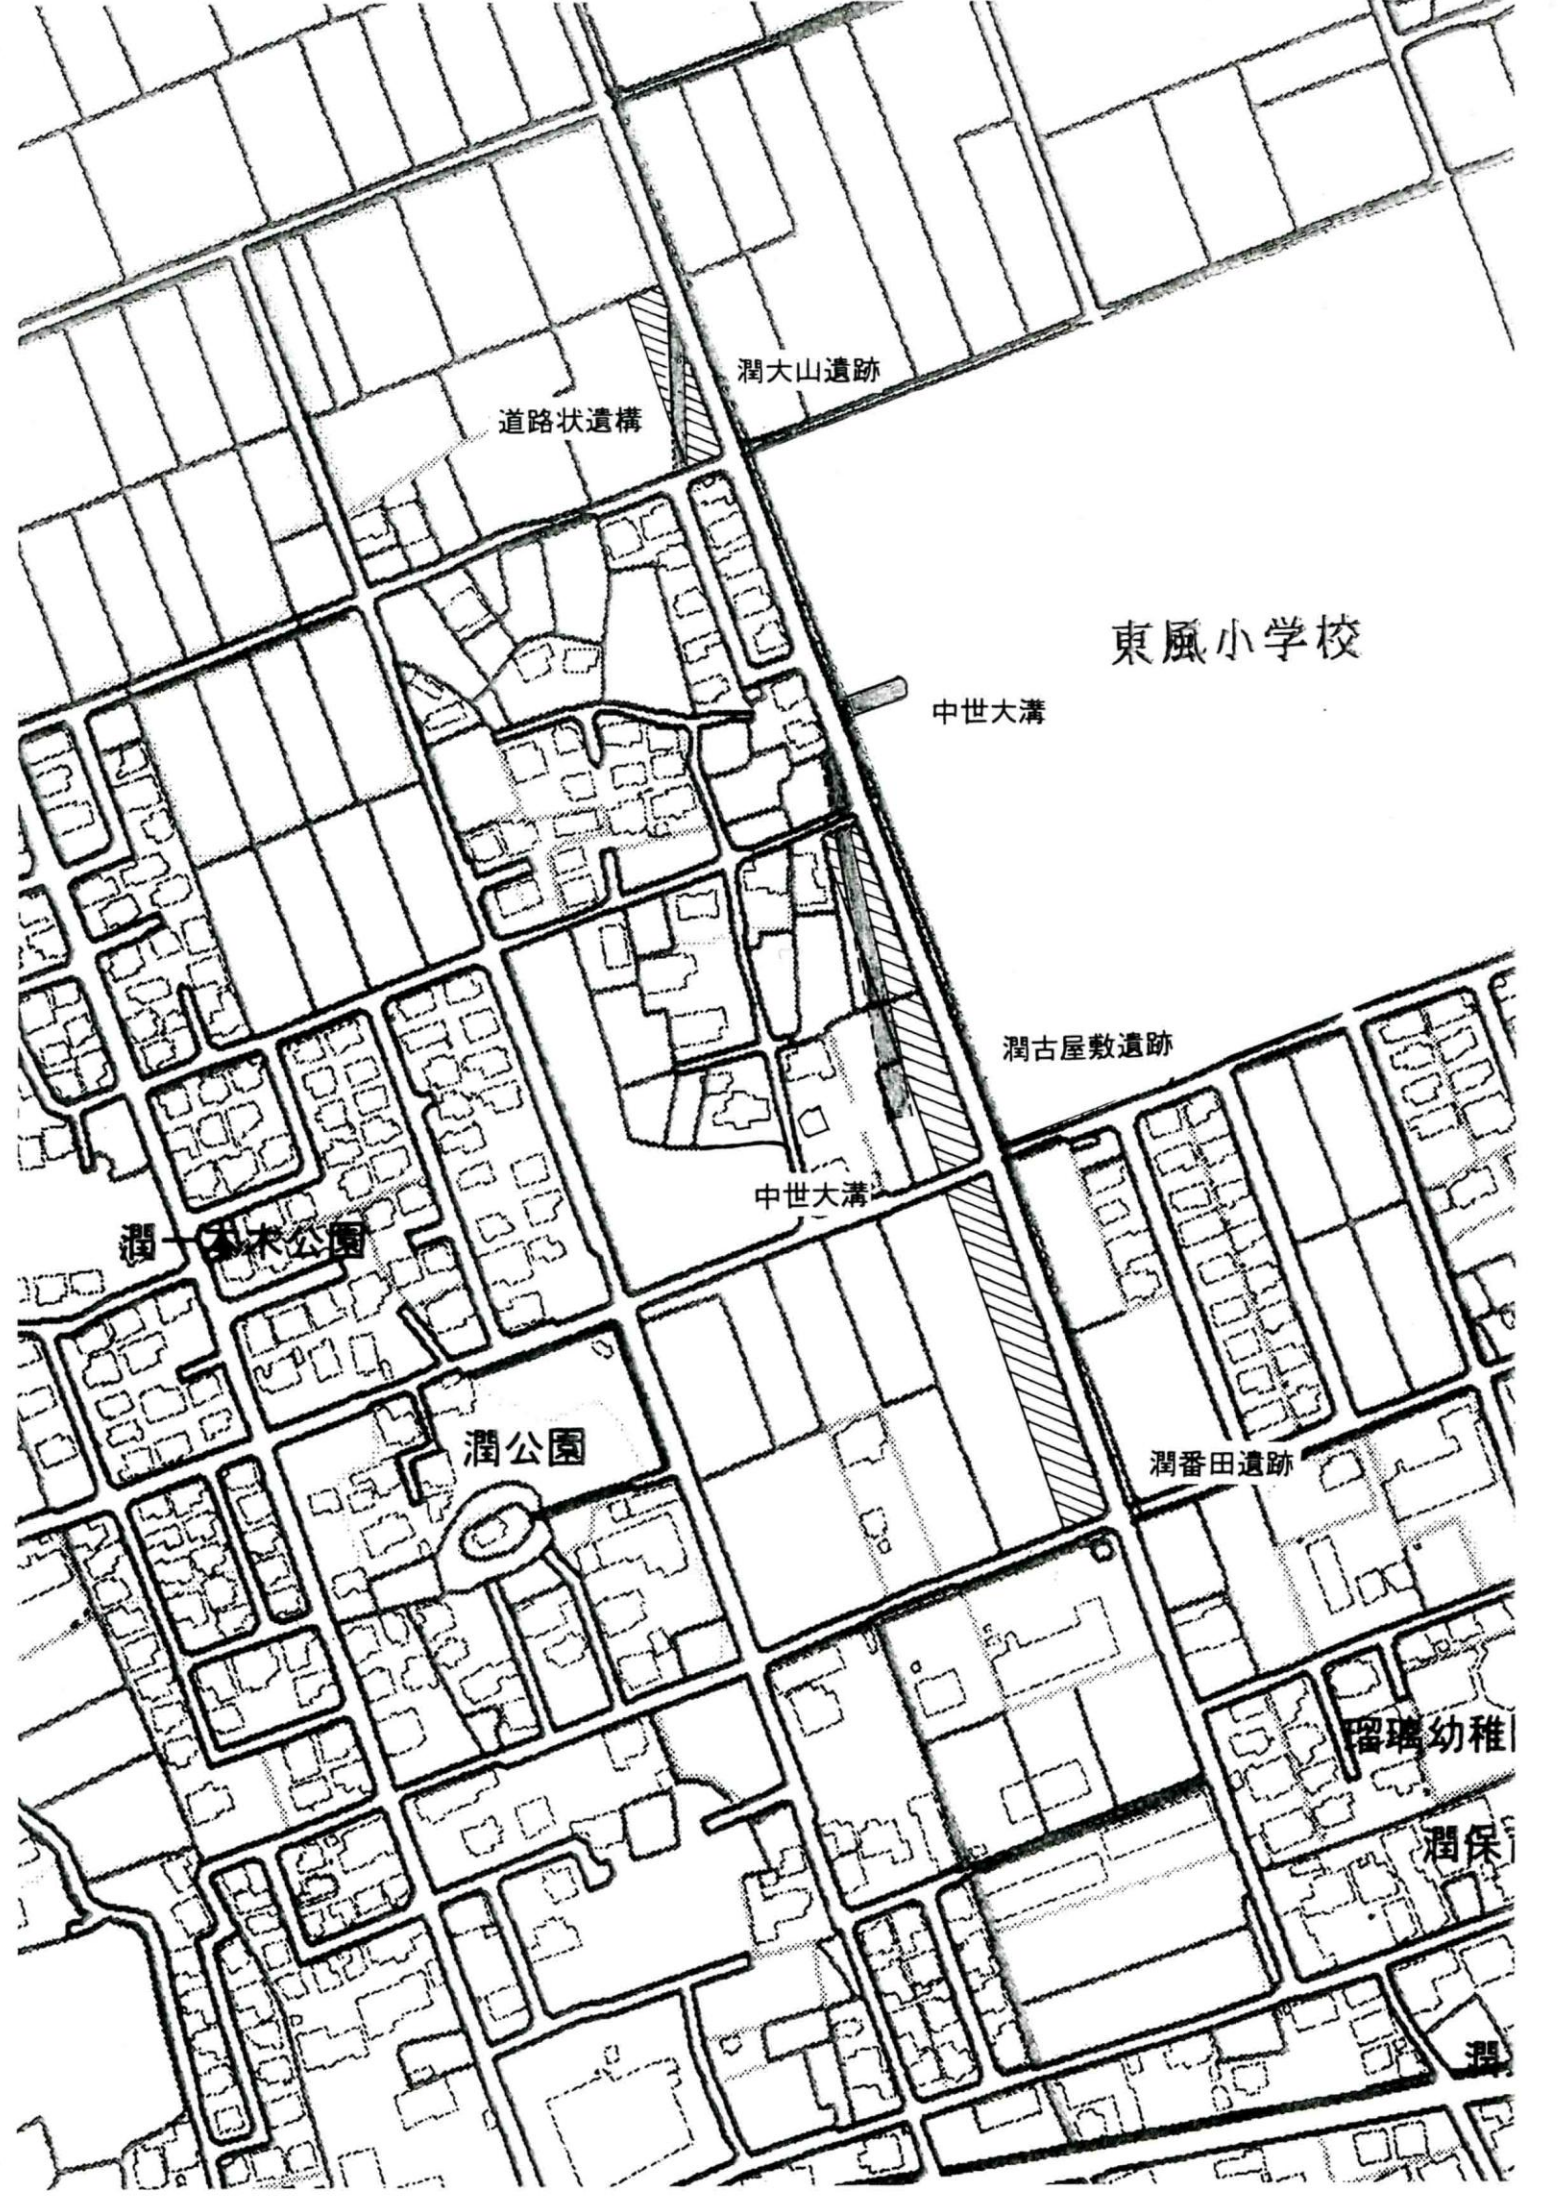 潤大山遺跡
道路状遺構
東風小学校
中世大溝
潤古屋敷遺跡
中世大溝
潤一本木公園
潤公園
潤番田遺跡
瑠璃幼稚
潤保
潤